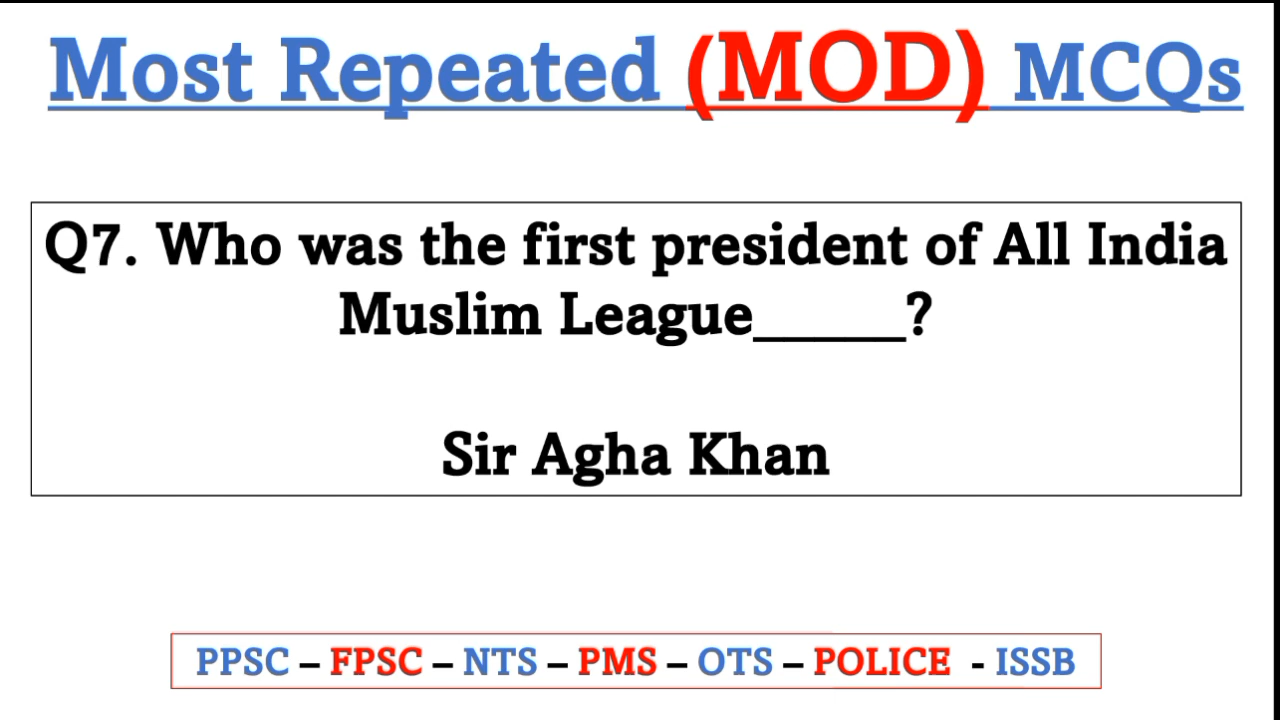 Most Repeated (MOD) MCQs
Q7. Who was the first president of All India
Muslim League_____?
Sir Agha Khan
PPSC – FPSC – NTS – PMS – OTS – POLICE - ISSB